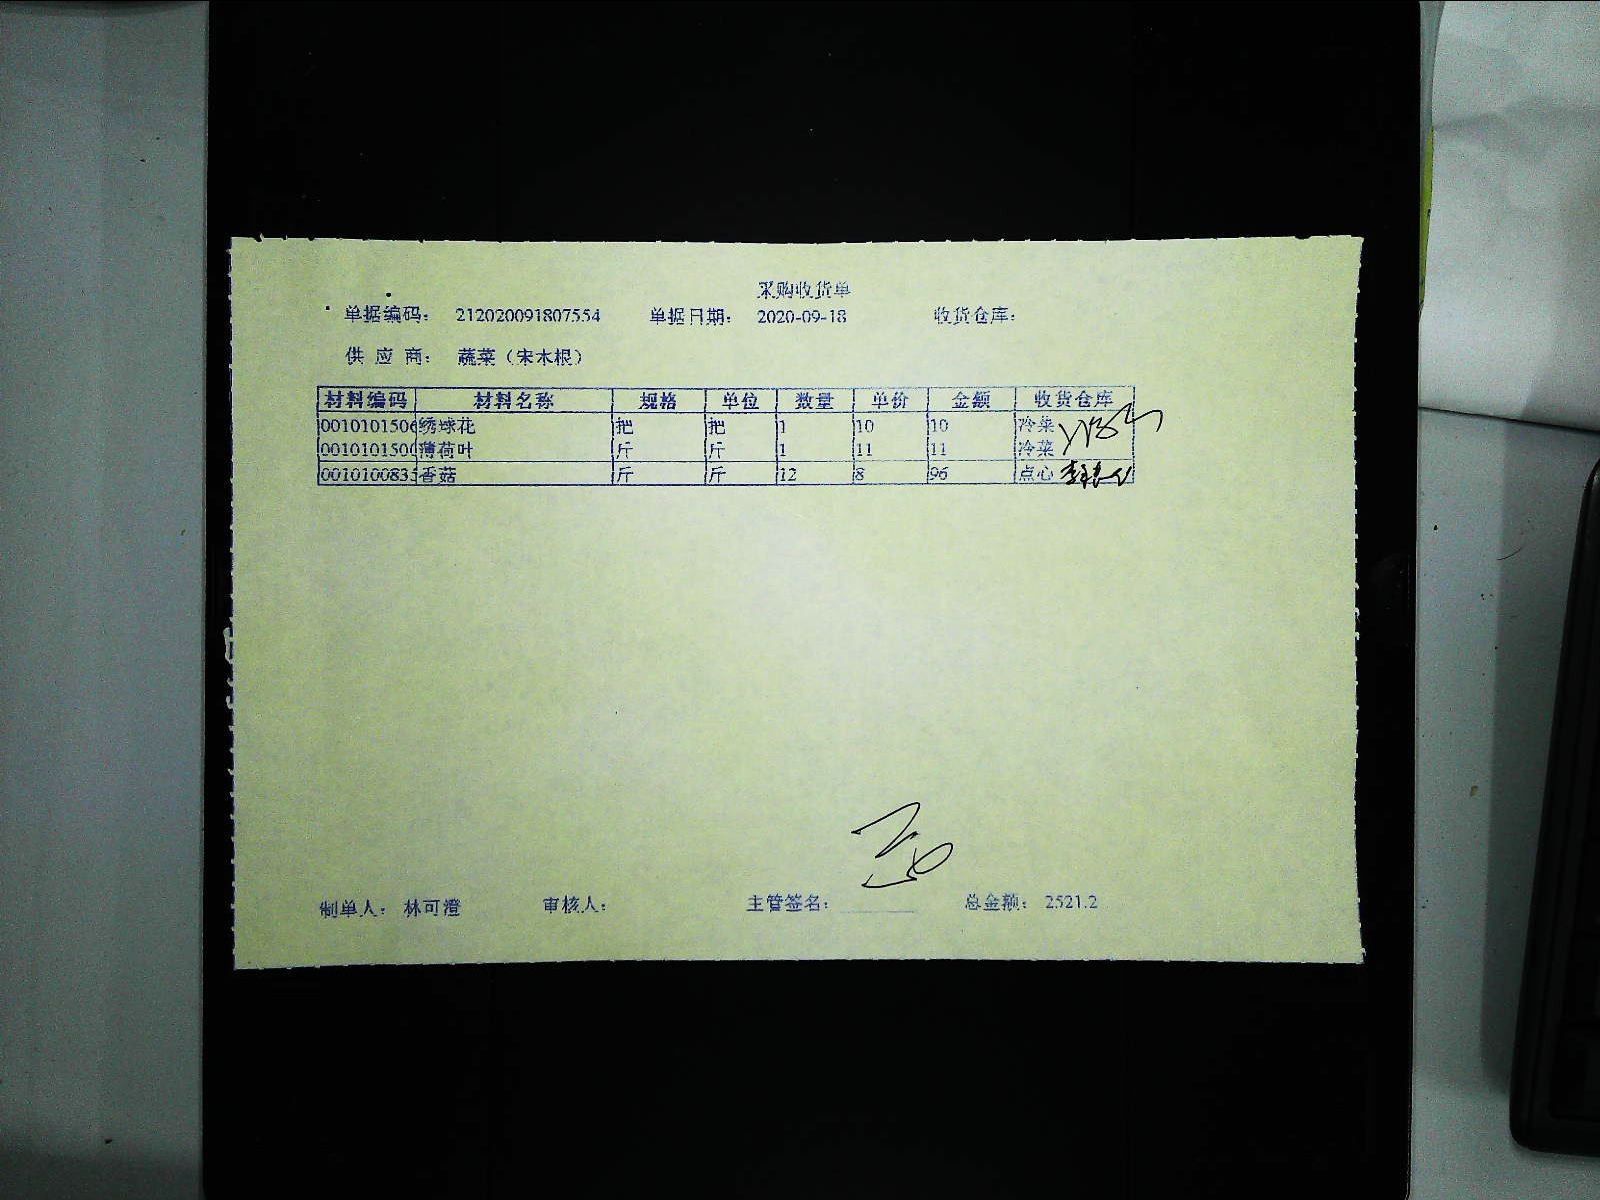 采购收货单
单据编码： 212020091807554 单据日期： 2020-09-18 收货仓库：
供 应 商： 蔬菜（宋木根）
材料编码 材料名称 规格 单位 数量 单价 金额 收货仓库
0010101506 绣球花 把 把 1 10 10 冷菜
001010150 薄荷叶 斤 斤 1 11 11 冷菜
001010083 香菇 斤 斤 12 8 96 点心
制单人： 林可澄 审核人： 主管签名： 总金额： 2521.2